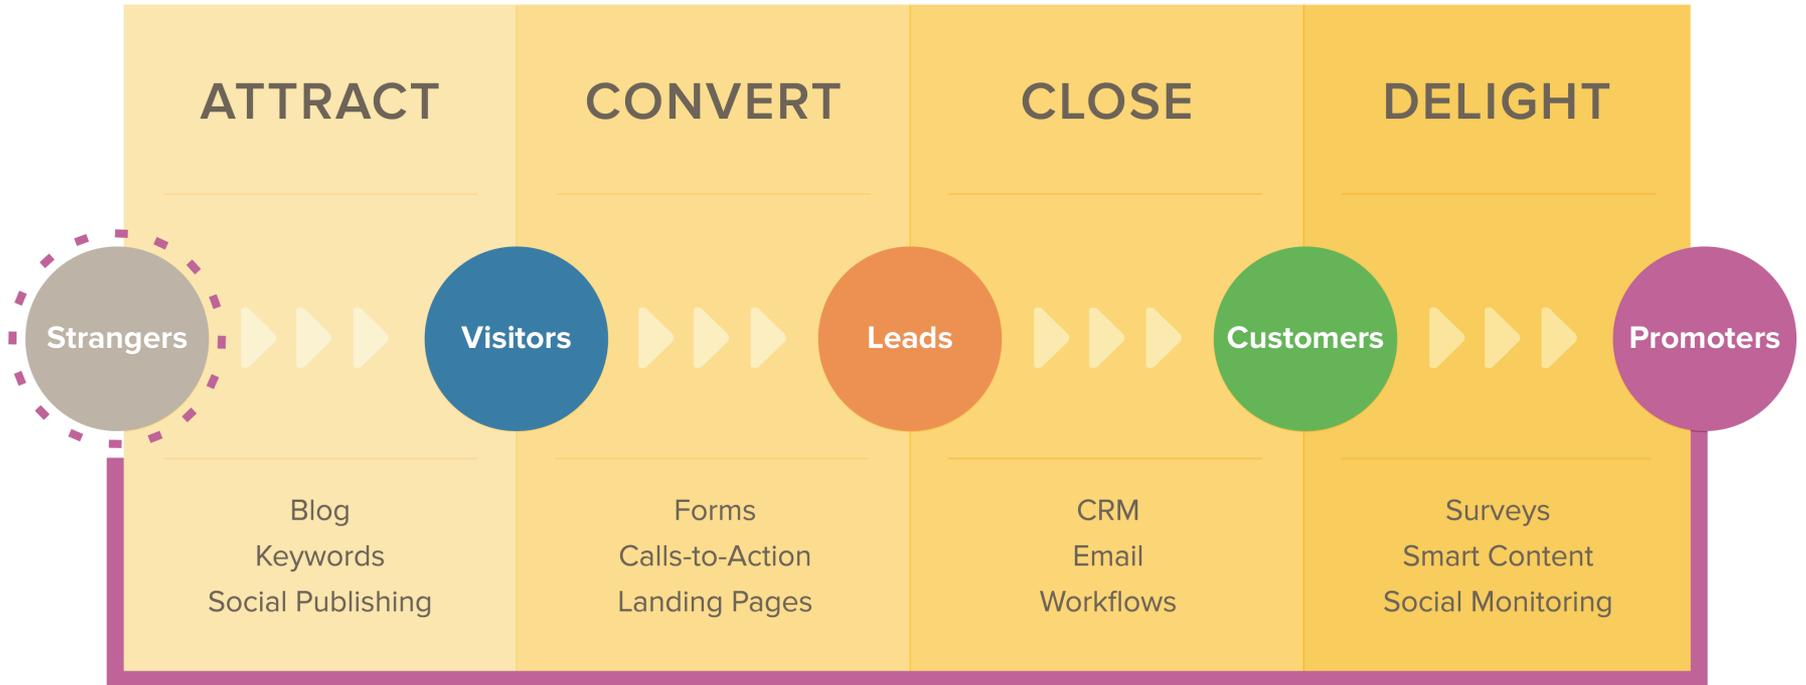 ATTRACT
CONVERT
CLOSE
DELIGHT
Strangers
Visitors
Leads
Customers
Promoters
Blog
Keywords
Social Publishing
Forms
Calls-to-Action
Landing Pages
CRM
Email
Workflows
Surveys
Smart Content
Social Monitoring